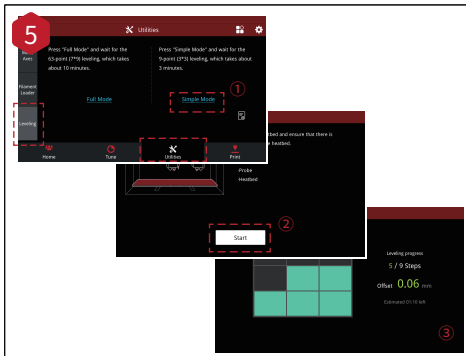 5
Utilities
Axes
Press "Full Mode" and wait for the
63-point (7*9) leveling, which takes
about 10 minutes.
Press "Simple Mode" and wait for the
9-point (3*3) leveling, which takes
about 3 minutes.
①
Filament
Loader
Full Mode
Simple Mode
Leveling
Home
Tune
Utilities
Print
bed and ensure that there is
heatbed.
Probe
Heatbed
②
Start
Leveling progress
5 / 9 Steps
Offset 0.06 mm
Estimated 01:10 left
③